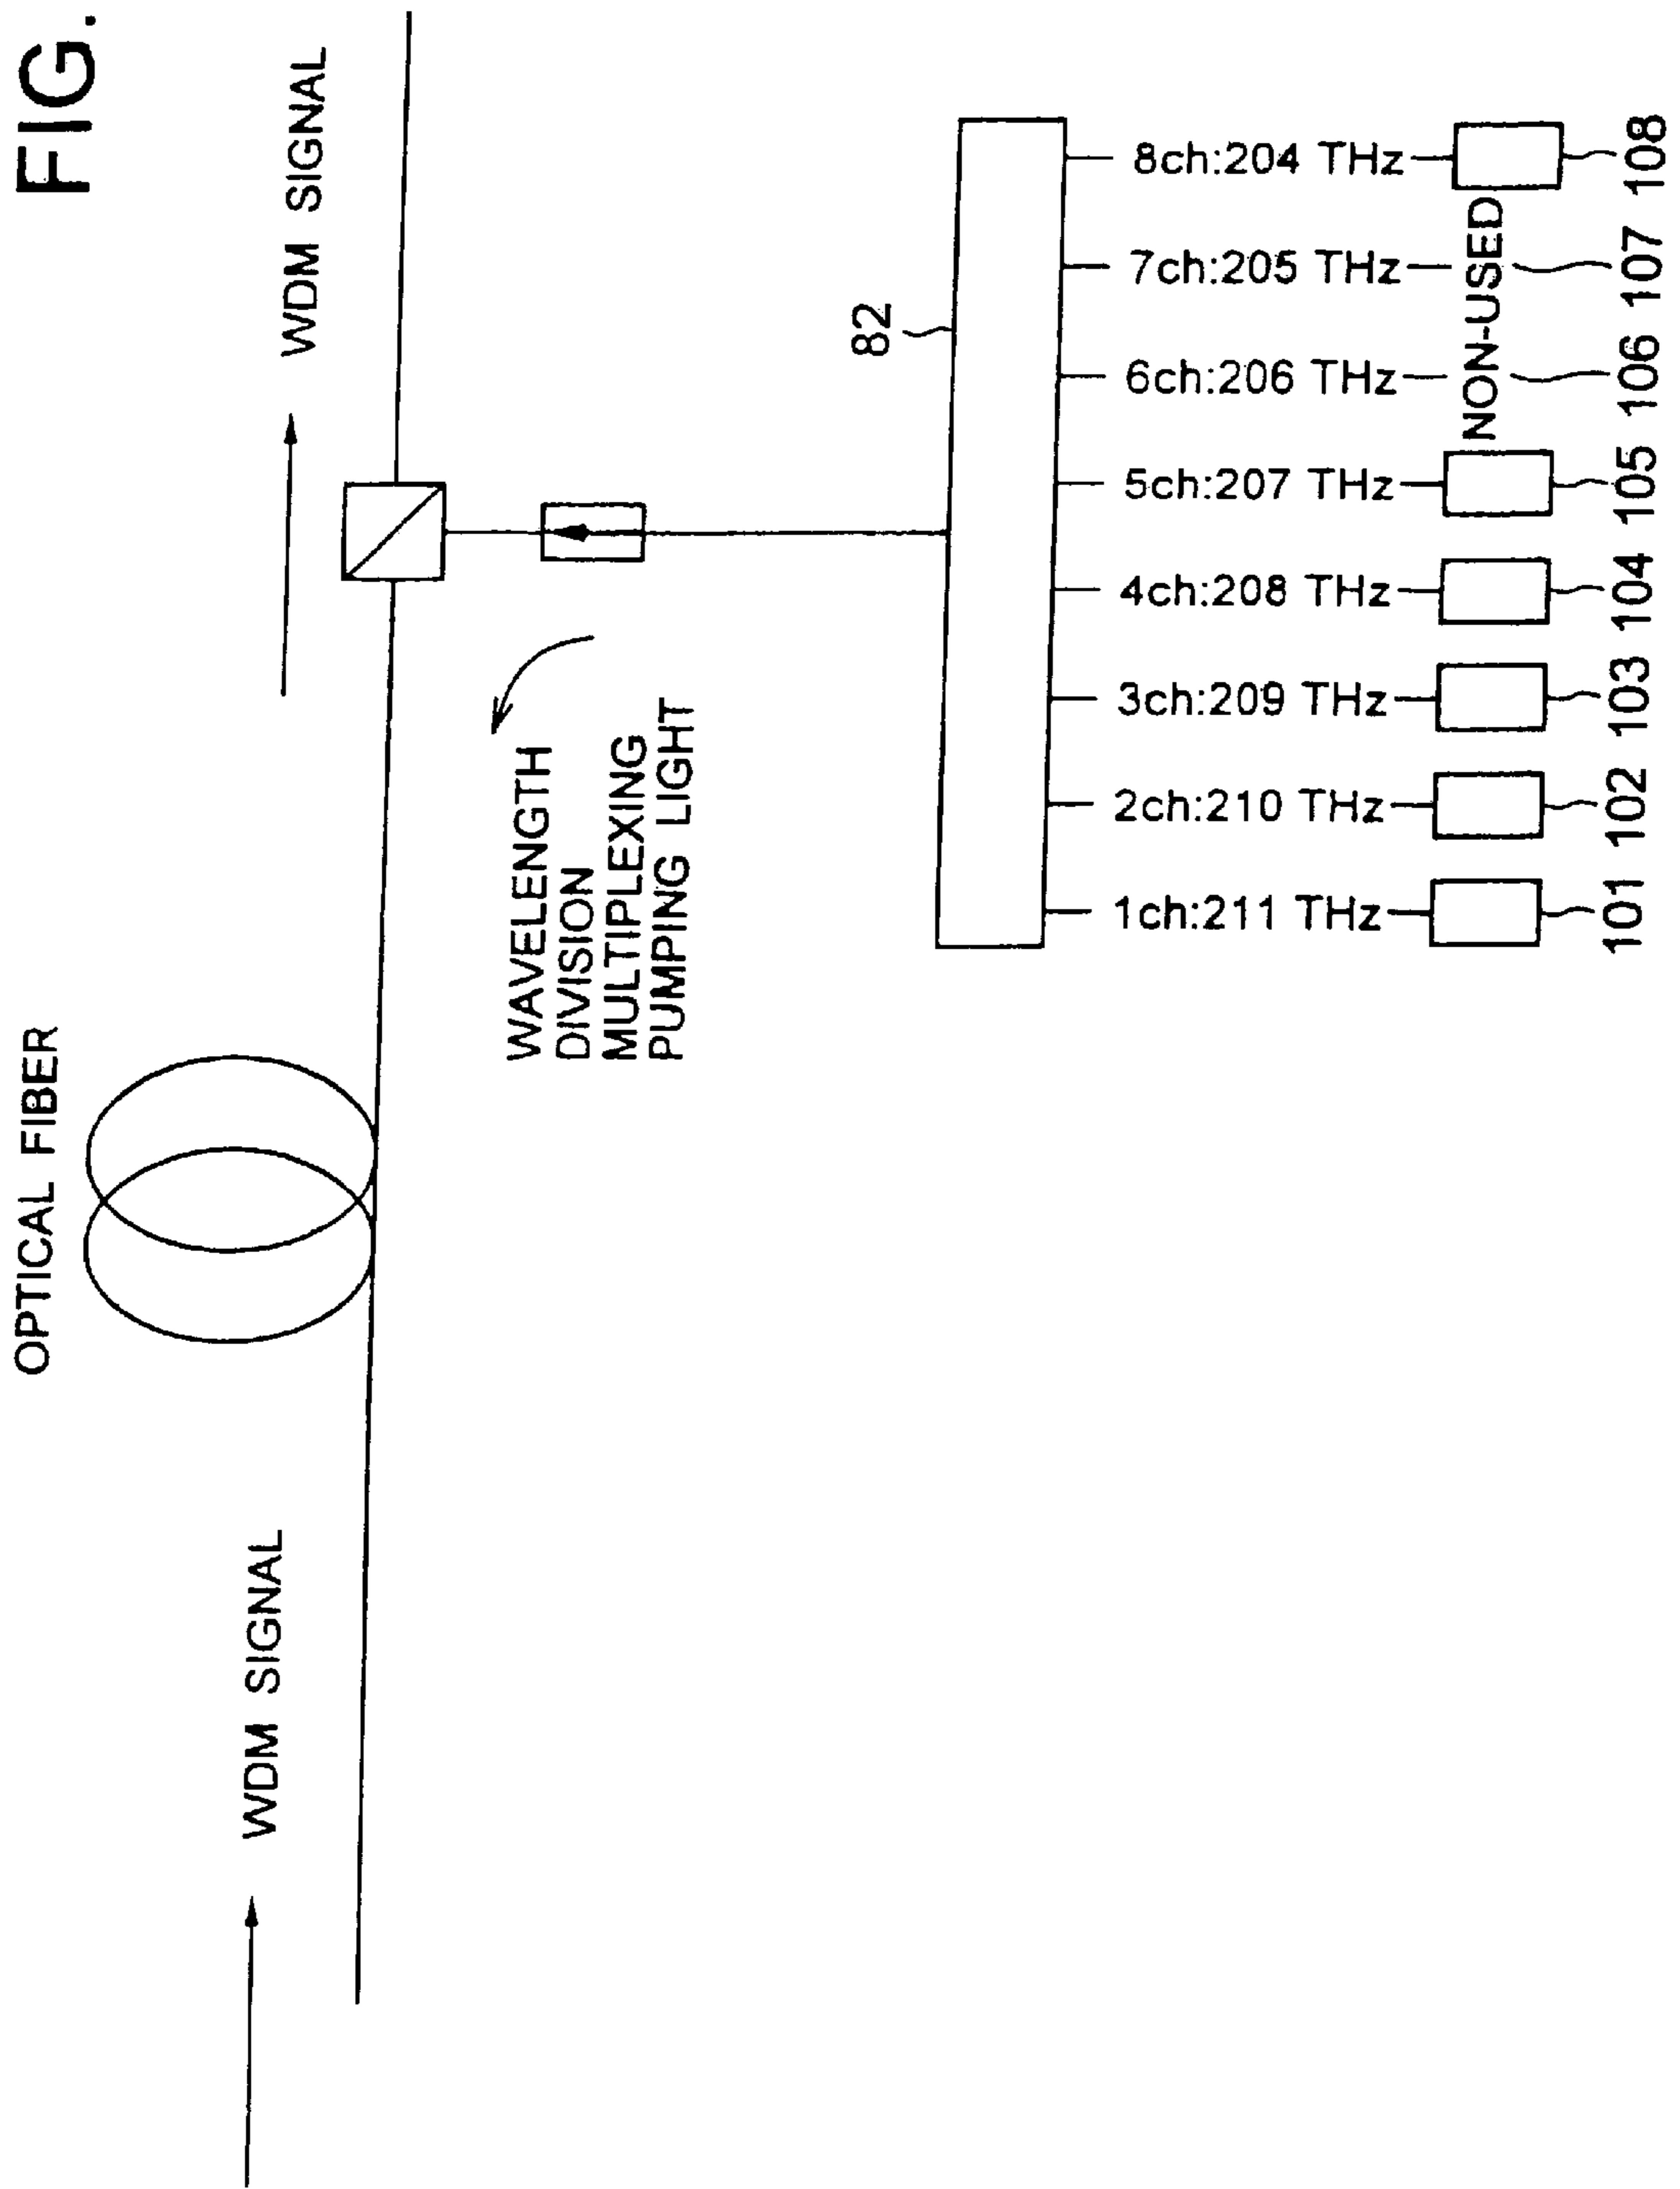 FIG.
OPTICAL FIBER
WDM SIGNAL
WDM SIGNAL
WAVELENGTH
DIVISION
MULTIPLEXING
PUMPING LIGHT
82
1ch:211 THz
2ch:210 THz
3ch:209 THz
4ch:208 THz
5ch:207 THz
6ch:206 THz
7ch:205 THz
8ch:204 THz
NON-USED
101
102
103
104
105
106
107
108